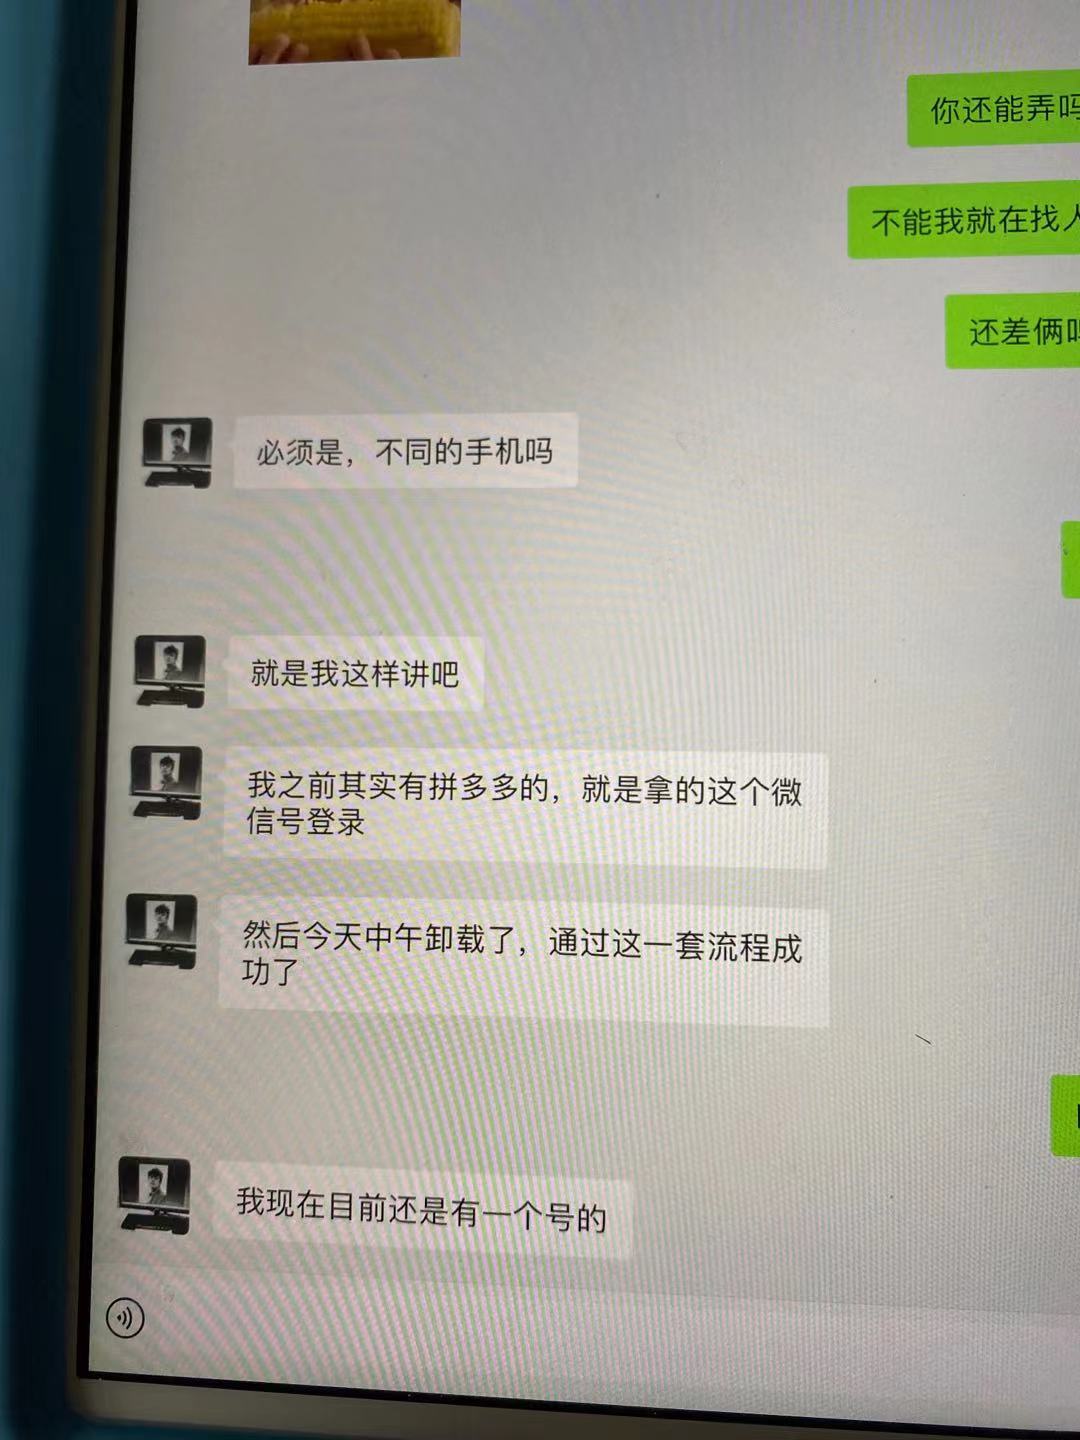 你还能弄吗
不能我就在找人
还差俩
必须是，不同的手机吗
就是我这样讲吧
我之前其实有拼多多的，就是拿的这个微
信号登录
然后今天中午卸载了，通过这一套流程成
功了
我现在目前还是有一个号的